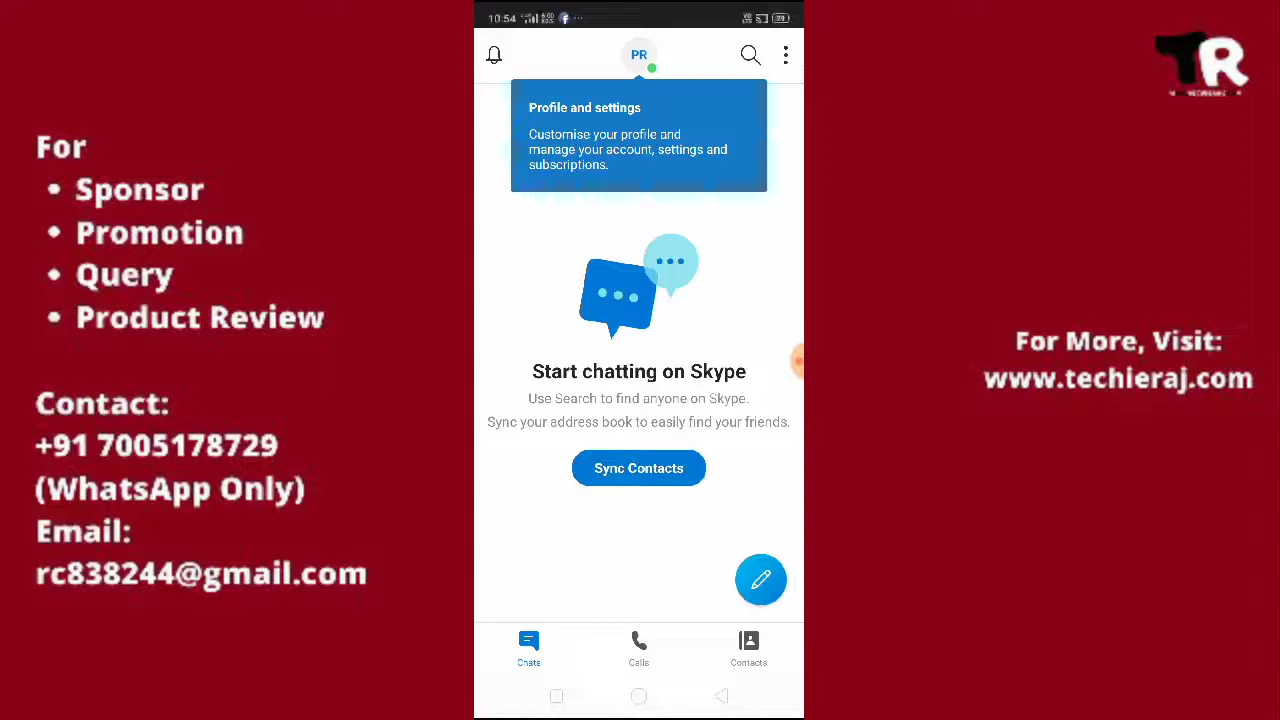 For
Sponsor
Promotion
Query
Product Review
Contact:
+91 7005178729
(WhatsApp Only)
Email:
rc838244@gmail.com
10:54
PR
Profile and settings
Customise your profile and
manage your account, settings and
subscriptions.
Start chatting on Skype
Use Search to find anyone on Skype.
Sync your address book to easily find your friends.
Sync Contacts
Chats
Calls
Contacts
TR
For More, Visit:
www.techieraj.com